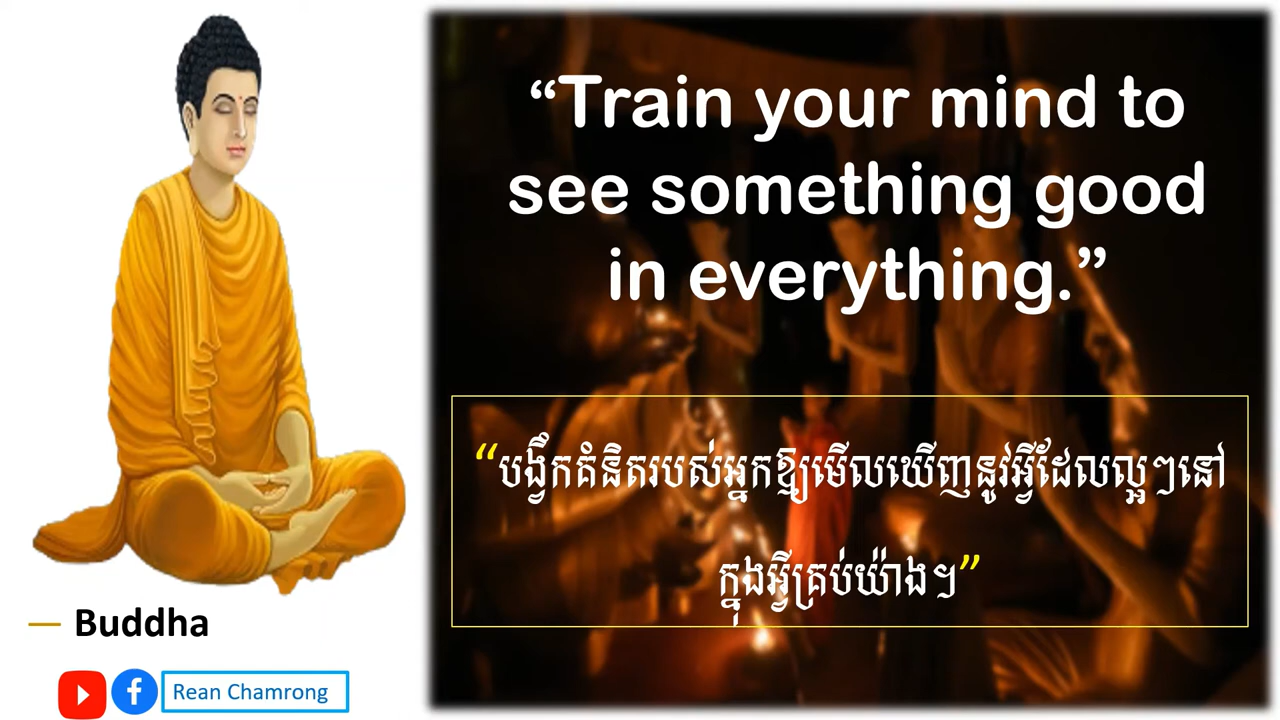 “Train your mind to
see something good
in everything.”
“បង្វឹកគំនិតរបស់អ្នកឱ្យមើលឃើញនូវអ្វីដែលល្អៗនៅ
ក្នុងអ្វីគ្រប់យ៉ាង។”
— Buddha
Rean Chamrong